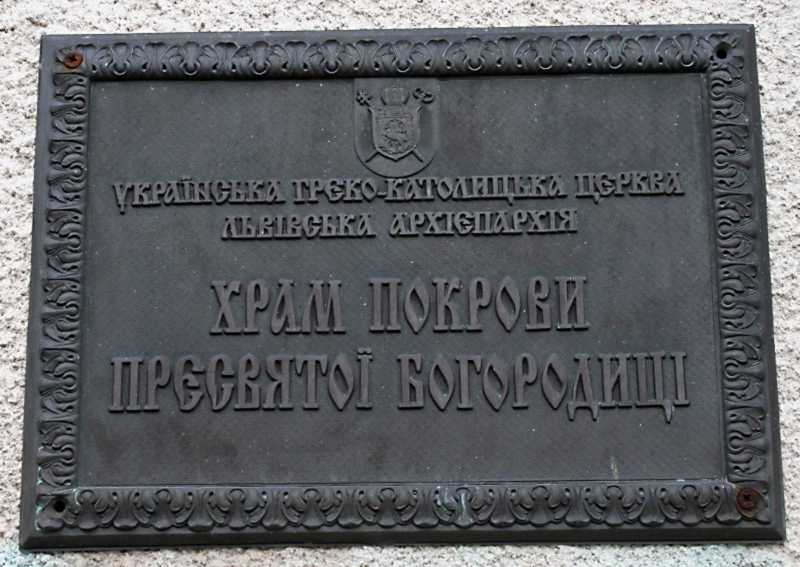 УКРАЇНСЬКА ГРЕКО-КАТОЛИЦЬКА ЦЕРКВА
ЛЬВІВСЬКА АРХІЄПАРХІЯ
ХРАМ ПОКРОВИ
ПРЕСВЯТОЇ БОГОРОДИЦІ